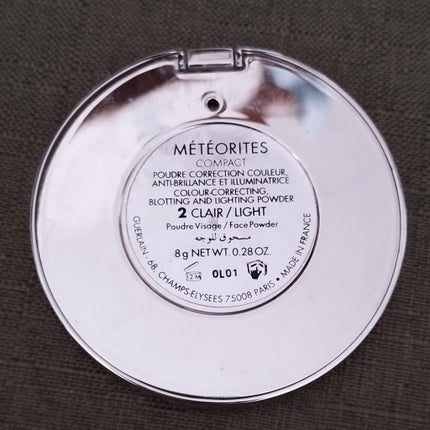 MÉTÉORITES
COMPACT
POUDRE CORRECTION COULEUR,
ANTI-BRILLANCE ET ILLUMINATRICE
COLOUR-CORRECTING,
BLOTTING AND LIGHTING POWDER
2 CLAIR / LIGHT
Poudre Visage / Face Powder
مسحوق للوجه
8g NET WT. 0.28 OZ.
12 M
0L01
GUERLAIN · 68, CHAMPS-ELYSEES 75008 PARIS • MADE IN FRANCE